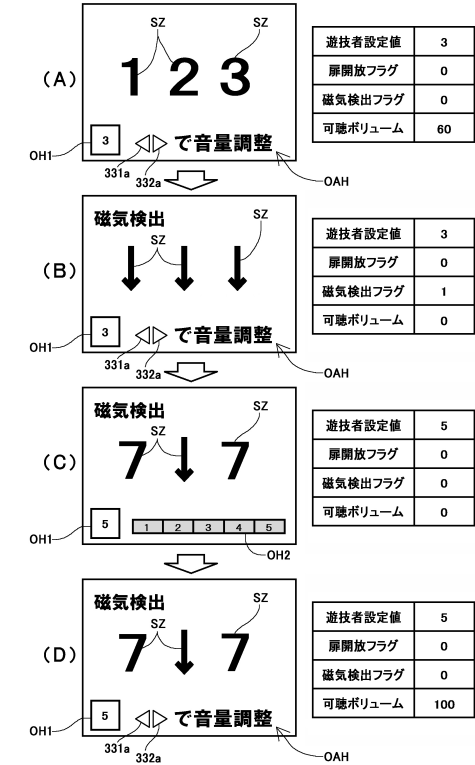 (A)
SZ
SZ
1 2 3
OH1
3
331a
332a
で音量調整
OAH
遊技者設定値 3
扉開放フラグ 0
磁気検出フラグ 0
可聴ボリューム 60
(B)
磁気検出
SZ
SZ
OH1
3
331a
332a
で音量調整
OAH
遊技者設定値 3
扉開放フラグ 0
磁気検出フラグ 1
可聴ボリューム 0
(C)
磁気検出
SZ
SZ
7 7
OH1
5
1 2 3 4 5
OH2
遊技者設定値 5
扉開放フラグ 0
磁気検出フラグ 0
可聴ボリューム 0
(D)
磁気検出
SZ
SZ
7 7
OH1
5
331a
332a
で音量調整
OAH
遊技者設定値 5
扉開放フラグ 0
磁気検出フラグ 0
可聴ボリューム 100